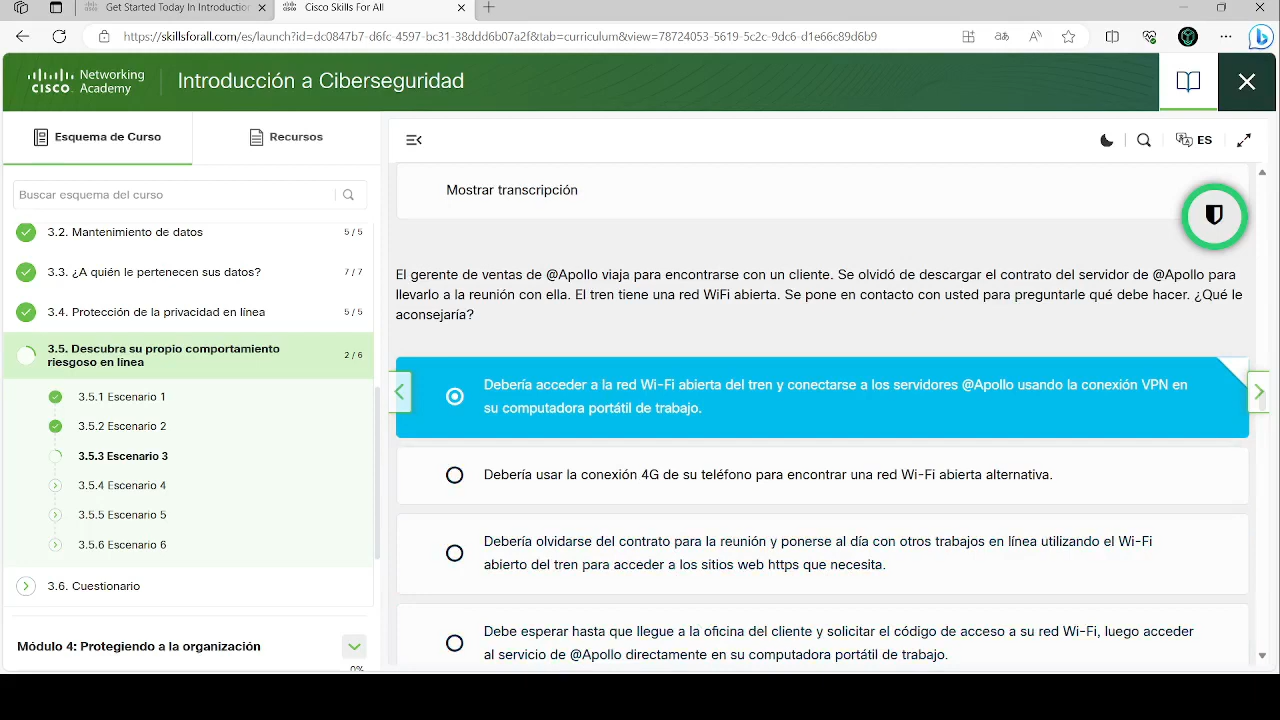 Get Started Today In Introduction
Cisco Skills For All
https://skillsforall.com/es/launch?id=dc0847b7-d6fc-4597-bc31-38ddd6b07a2f&tab=curriculum&view=78724053-5619-5c2c-9dc6-d1e66c89d6b9
cisco Networking Academy
Introducción a Ciberseguridad
Esquema de Curso
Recursos
ES
Buscar esquema del curso
3.2. Mantenimiento de datos 5 / 5
3.3. ¿A quién le pertenecen sus datos? 7 / 7
3.4. Protección de la privacidad en línea 5 / 5
3.5. Descubra su propio comportamiento
riesgoso en línea 2 / 6
3.5.1 Escenario 1
3.5.2 Escenario 2
3.5.3 Escenario 3
3.5.4 Escenario 4
3.5.5 Escenario 5
3.5.6 Escenario 6
3.6. Cuestionario
Módulo 4: Protegiendo a la organización
0%
Mostrar transcripción
El gerente de ventas de @Apollo viaja para encontrarse con un cliente. Se olvidó de descargar el contrato del servidor de @Apollo para
llevarlo a la reunión con ella. El tren tiene una red WiFi abierta. Se pone en contacto con usted para preguntarle qué debe hacer. ¿Qué le
aconsejaría?
Debería acceder a la red Wi-Fi abierta del tren y conectarse a los servidores @Apollo usando la conexión VPN en
su computadora portátil de trabajo.
Debería usar la conexión 4G de su teléfono para encontrar una red Wi-Fi abierta alternativa.
Debería olvidarse del contrato para la reunión y ponerse al día con otros trabajos en línea utilizando el Wi-Fi
abierto del tren para acceder a los sitios web https que necesita.
Debe esperar hasta que llegue a la oficina del cliente y solicitar el código de acceso a su red Wi-Fi, luego acceder
al servicio de @Apollo directamente en su computadora portátil de trabajo.